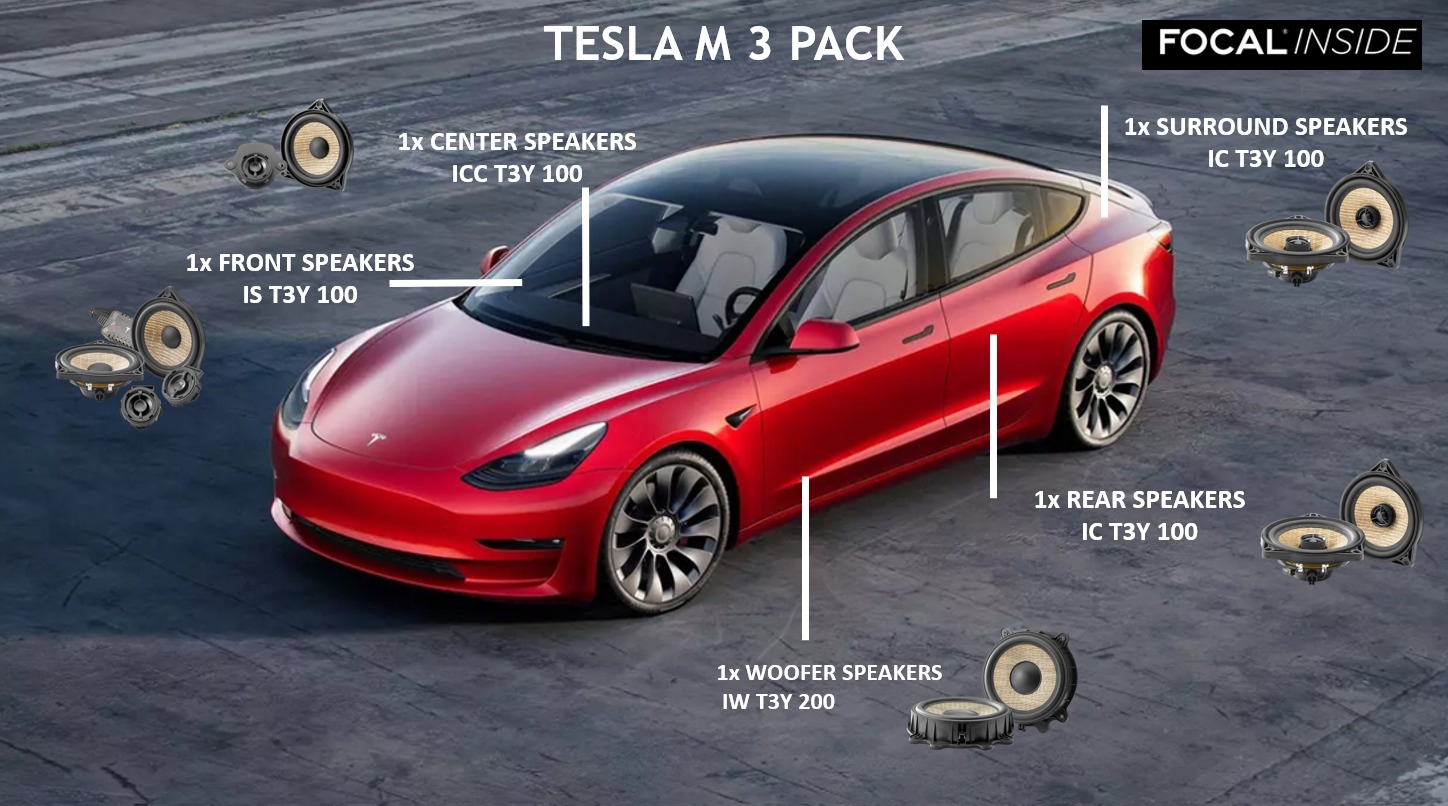 TESLA M 3 PACK
FOCAL® INSIDE
1x CENTER SPEAKERS
ICC T3Y 100
1x SURROUND SPEAKERS
IC T3Y 100
1x FRONT SPEAKERS
IS T3Y 100
1x REAR SPEAKERS
IC T3Y 100
1x WOOFER SPEAKERS
IW T3Y 200